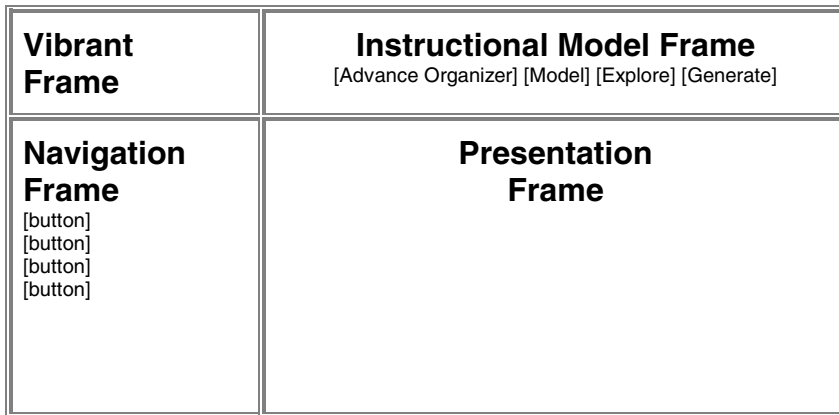 Vibrant
Frame
Instructional Model Frame
[Advance Organizer] [Model] [Explore] [Generate]
Navigation
Frame
[button]
[button]
[button]
[button]
Presentation
Frame